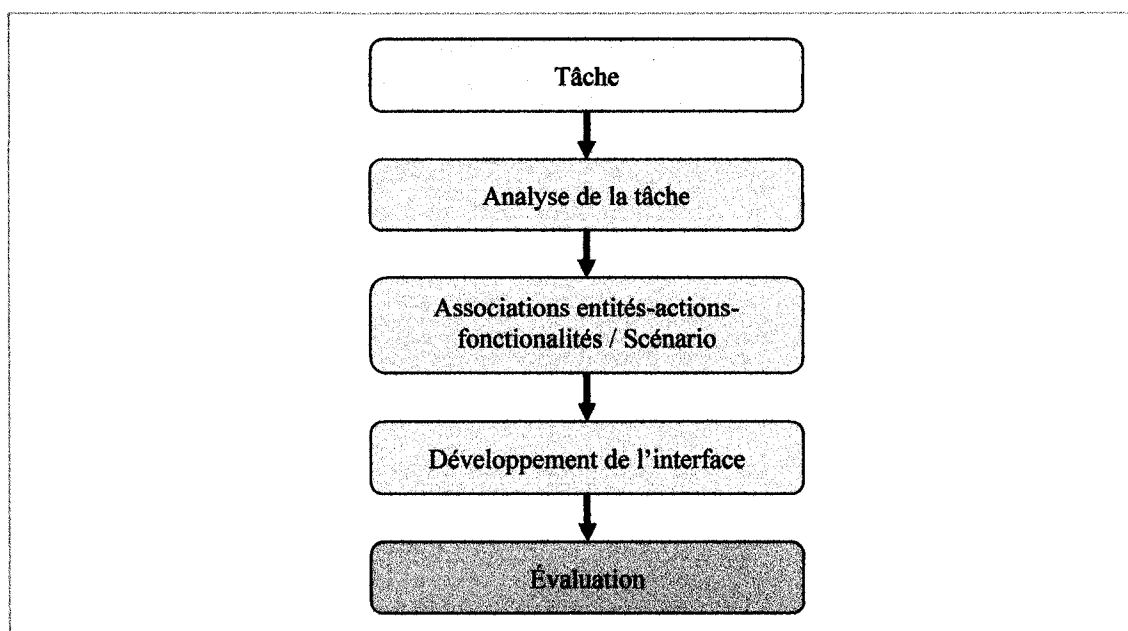 Tâche
Analyse de la tâche
Associations entités-actions-
fonctionalités / Scénario
Développement de l'interface
Évaluation